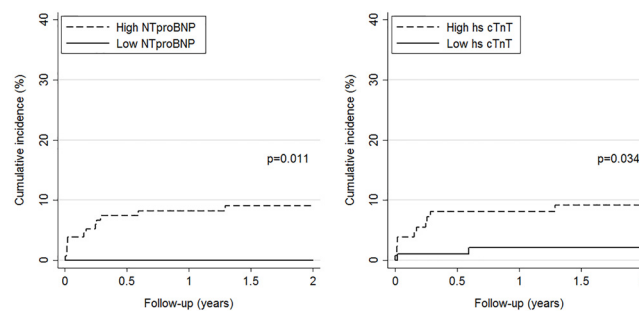 High NTproBNP
Low NTproBNP
Cumulative incidence (%)
40
30
20
10
0
p=0.011
0
0.5
1
1.5
2
Follow-up (years)
High hs cTnT
Low hs cTnT
Cumulative incidence (%)
40
30
20
10
0
p=0.034
0
0.5
1
1.5
Follow-up (years)